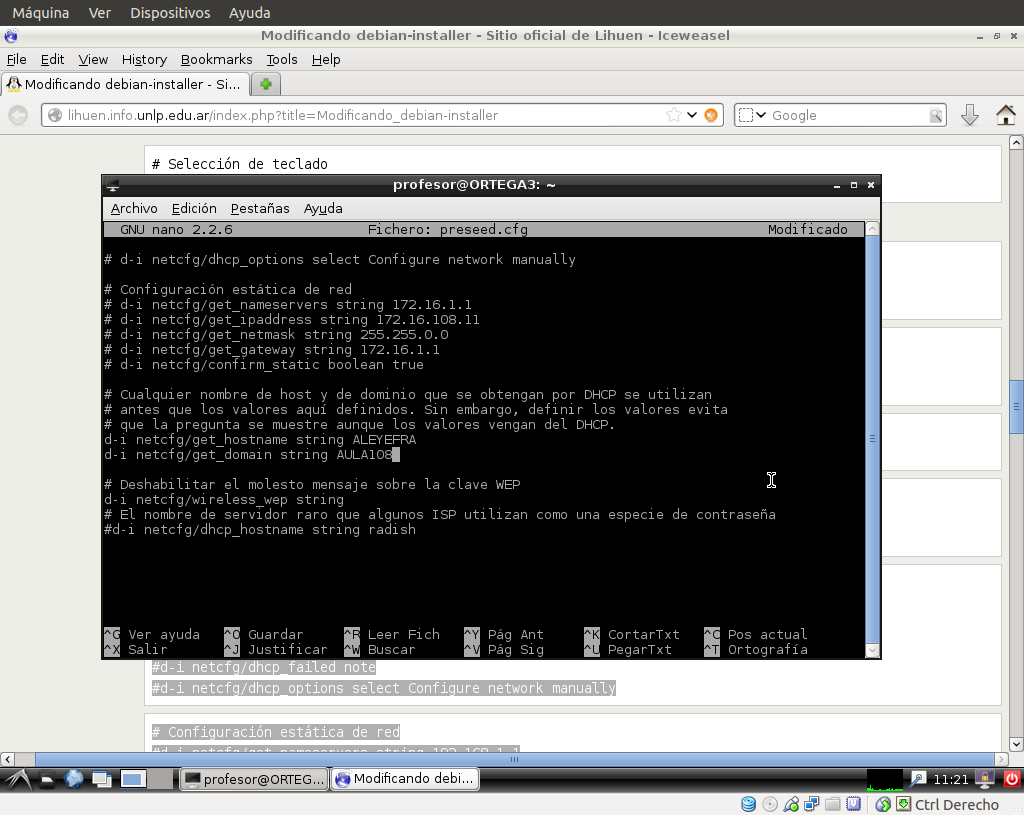 Máquina Ver Dispositivos Ayuda
Modificando debian-installer - Sitio oficial de Lihuen - Iceweasel
File Edit View History Bookmarks Tools Help
Modificando debian-installer - Si...
lihuen.info.unlp.edu.ar/index.php?title=Modificando_debian-installer
Google
# Selección de teclado
profesor@ORTEGA3: ~
Archivo Edición Pestañas Ayuda
GNU nano 2.2.6 Fichero: preseed.cfg Modificado
# d-i netcfg/dhcp_options select Configure network manually
# Configuración estática de red
# d-i netcfg/get_nameservers string 172.16.1.1
# d-i netcfg/get_ipaddress string 172.16.108.11
# d-i netcfg/get_netmask string 255.255.0.0
# d-i netcfg/get_gateway string 172.16.1.1
# d-i netcfg/confirm_static boolean true
# Cualquier nombre de host y de dominio que se obtengan por DHCP se utilizan
# antes que los valores aquí definidos. Sin embargo, definir los valores evita
# que la pregunta se muestre aunque los valores vengan del DHCP.
d-i netcfg/get_hostname string ALEYEFRA
d-i netcfg/get_domain string AULA108
# Deshabilitar el molesto mensaje sobre la clave WEP
d-i netcfg/wireless_wep string
# El nombre de servidor raro que algunos ISP utilizan como una especie de contraseña
#d-i netcfg/dhcp_hostname string radish
^G Ver ayuda ^O Guardar ^R Leer Fich ^Y Pág Ant ^K CortarTxt ^C Pos actual
^X Salir ^J Justificar ^W Buscar ^V Pág Sig ^U PegarTxt ^T Ortografía
#d-i netcfg/dhcp_failed note
#d-i netcfg/dhcp_options select Configure network manually
# Configuración estática de red
#d-i netcfg/get_nameservers string 192.168.1.1
profesor@ORTEG... Modificando debi... 11:21
Ctrl Derecho